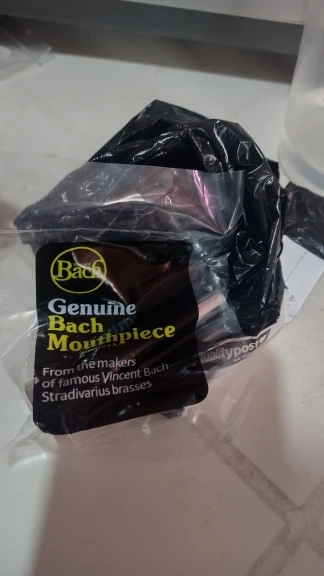 Bach
Genuine
Bach
Mouthpiece
From the makers
of famous Vincent Bach
Stradivarius brasses